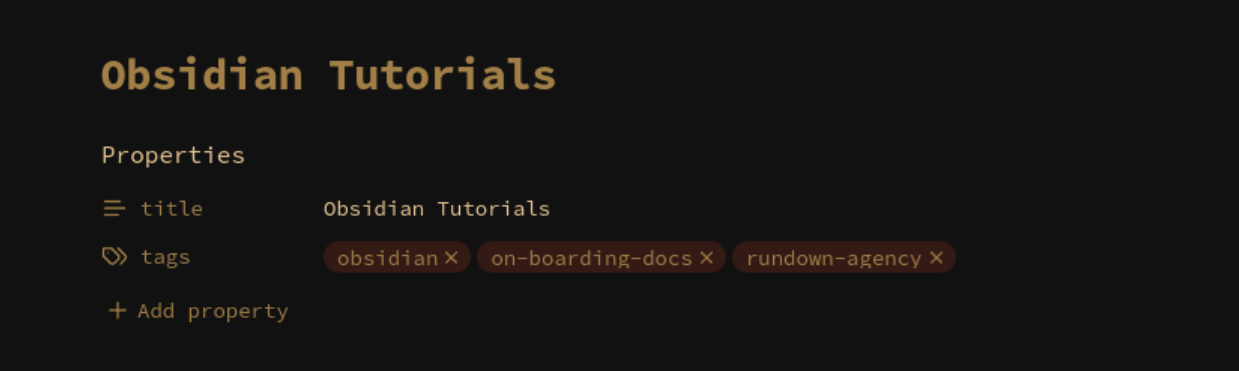 Obsidian Tutorials
Properties
title Obsidian Tutorials
tags obsidian on-boarding-docs rundown-agency
Add property